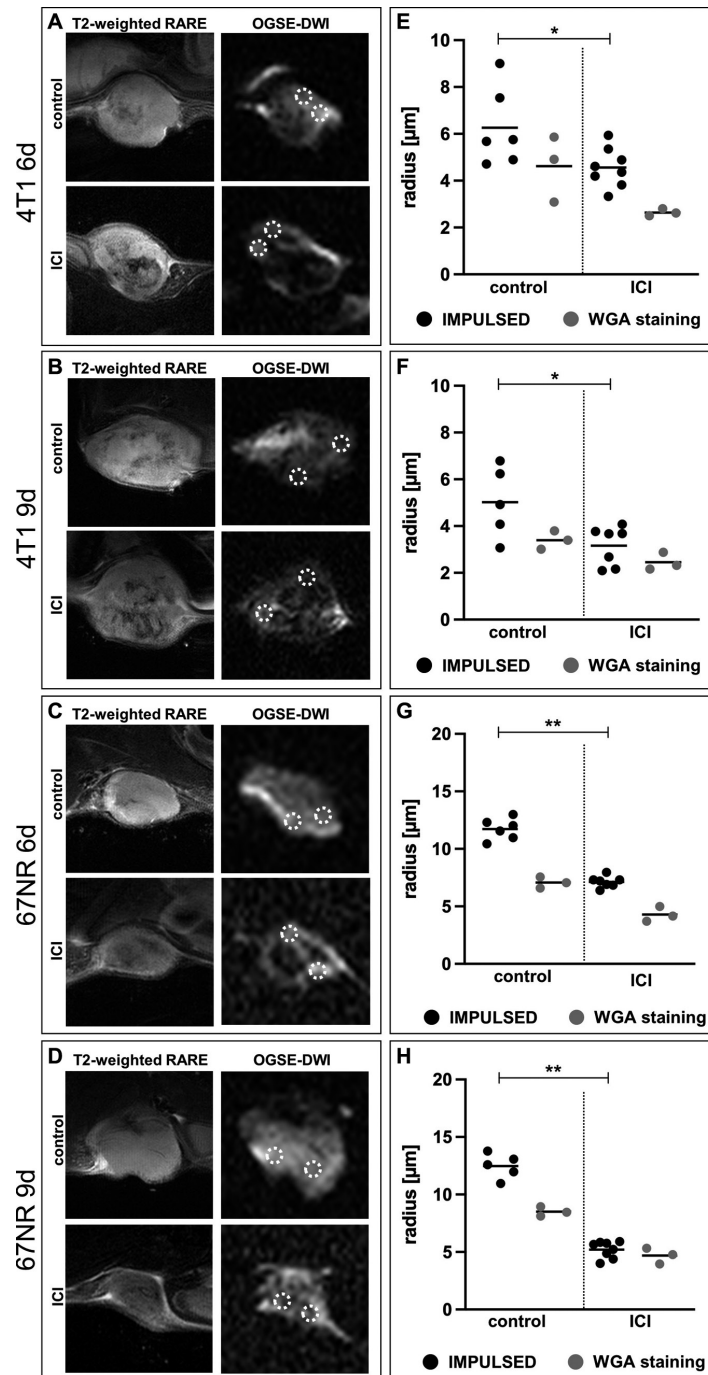 4T1 6d
A T2-weighted RARE OGSE-DWI
control
ICI
E
radius [µm]
10
8
6
4
2
0
*
control ICI
IMPULSED WGA staining
4T1 9d
B T2-weighted RARE OGSE-DWI
control
ICI
F
radius [µm]
10
8
6
4
2
0
*
control ICI
IMPULSED WGA staining
67NR 6d
C T2-weighted RARE OGSE-DWI
control
ICI
G
radius [µm]
20
15
10
5
0
**
control ICI
IMPULSED WGA staining
67NR 9d
D T2-weighted RARE OGSE-DWI
control
ICI
H
radius [µm]
20
15
10
5
0
**
control ICI
IMPULSED WGA staining